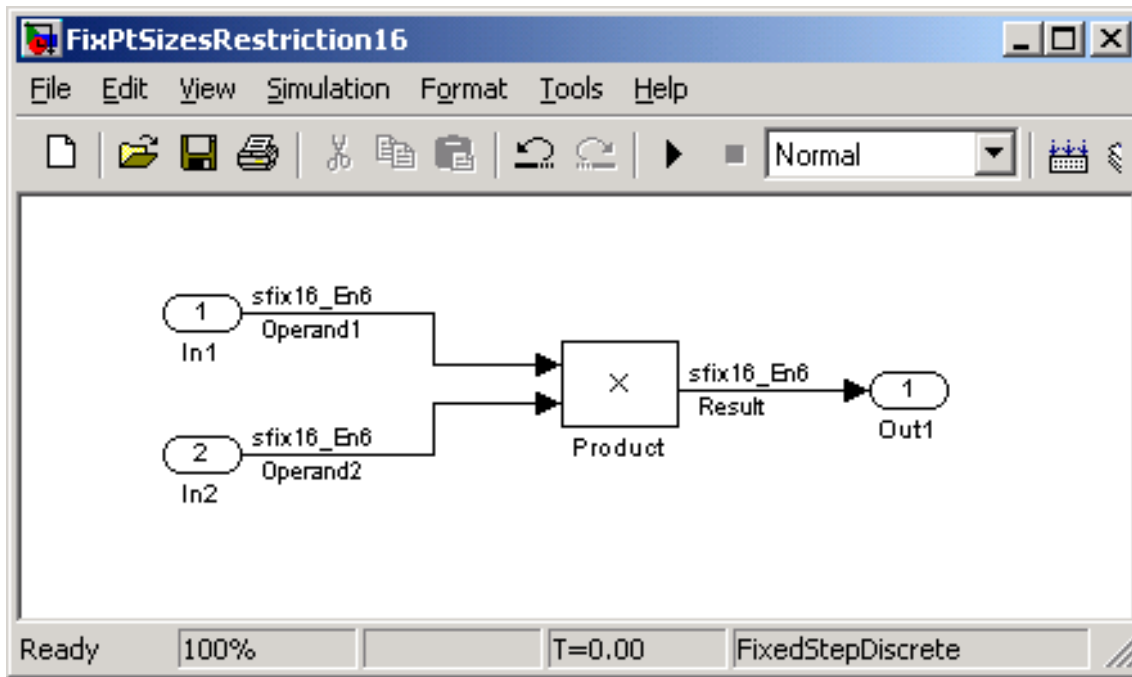 FixPtSizesRestriction16
File Edit View Simulation Format Tools Help
Normal
sfix16_En6
1
Operand1
In1
sfix16_En6
2
Operand2
In2
×
Product
sfix16_En6
Result
1
Out1
Ready 100% T=0.00 FixedStepDiscrete